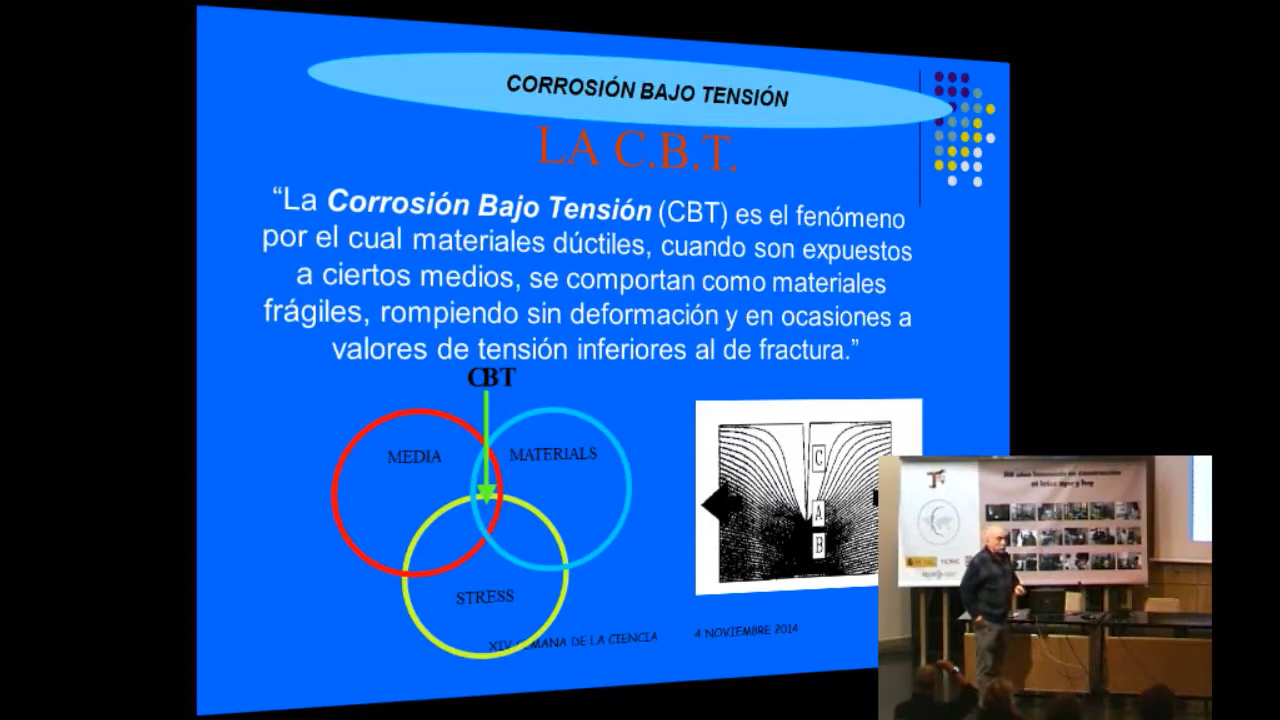 CORROSIÓN BAJO TENSIÓN
LA C.B.T.
“La Corrosión Bajo Tensión (CBT) es el fenómeno
por el cual materiales dúctiles, cuando son expuestos
a ciertos medios, se comportan como materiales
frágiles, rompiendo sin deformación y en ocasiones a
valores de tensión inferiores al de fractura.”
CBT
MEDIA
MATERIALS
STRESS
C
A
B
XIV SEMANA DE LA CIENCIA
4 NOVIEMBRE 2014